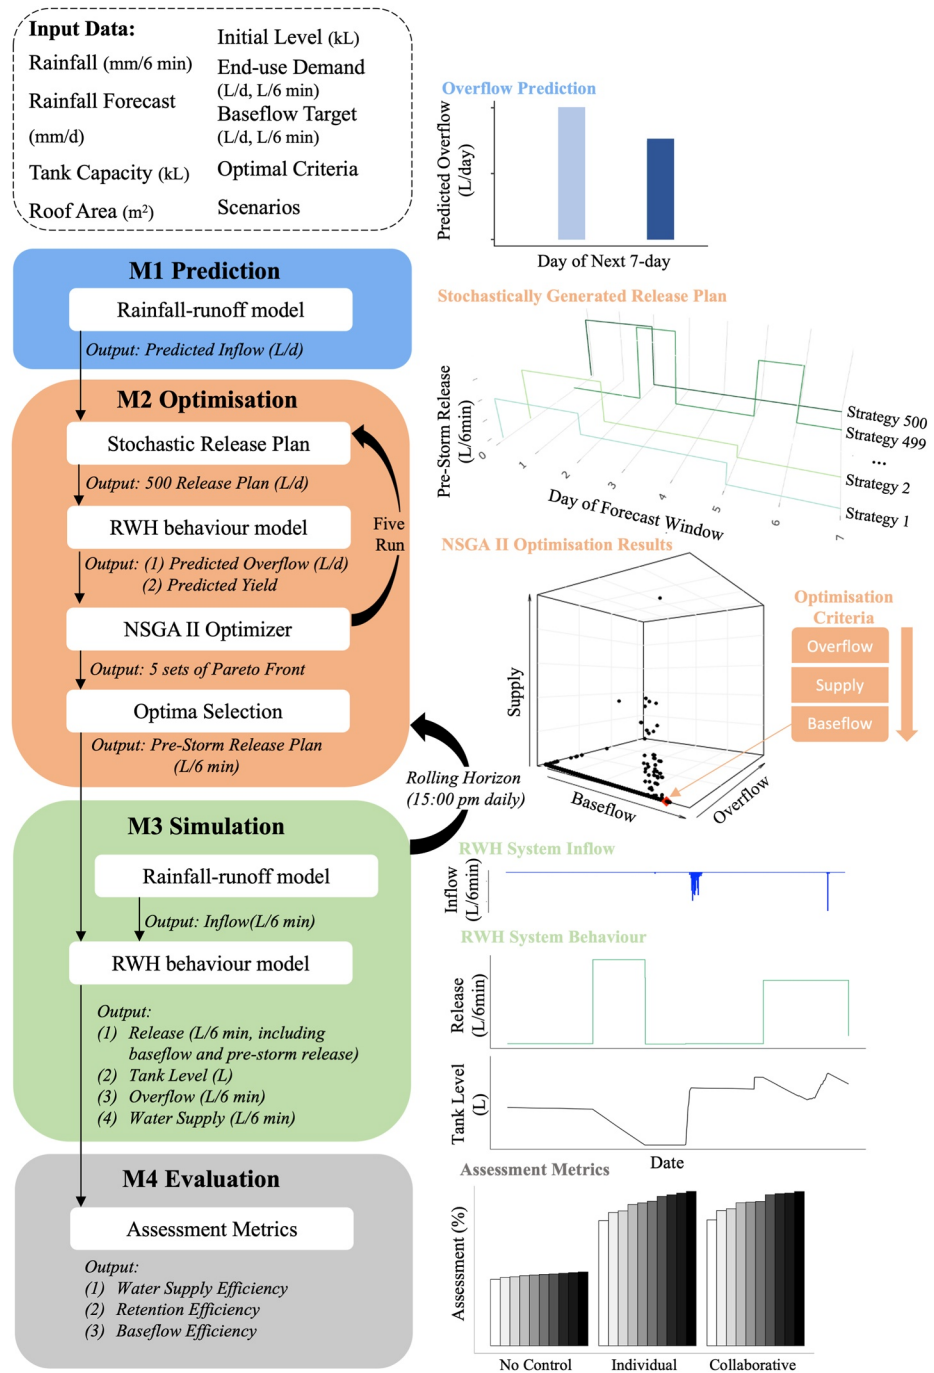 Input Data:
Rainfall (mm/6 min)
Rainfall Forecast
(mm/d)
Tank Capacity (kL)
Roof Area (m²)
Initial Level (kL)
End-use Demand
(L/d, L/6 min)
Baseflow Target
(L/d, L/6 min)
Optimal Criteria
Scenarios
M1 Prediction
Rainfall-runoff model
Output: Predicted Inflow (L/d)
M2 Optimisation
Stochastic Release Plan
Output: 500 Release Plan (L/d)
RWH behaviour model
Output: (1) Predicted Overflow (L/d)
(2) Predicted Yield
Five
Run
NSGA II Optimizer
Output: 5 sets of Pareto Front
Optima Selection
Output: Pre-Storm Release Plan
(L/6 min)
Rolling Horizon
(15:00 pm daily)
M3 Simulation
Rainfall-runoff model
Output: Inflow(L/6 min)
RWH behaviour model
Output:
(1) Release (L/6 min, including
baseflow and pre-storm release)
(2) Tank Level (L)
(3) Overflow (L/6 min)
(4) Water Supply (L/6 min)
M4 Evaluation
Assessment Metrics
Output:
(1) Water Supply Efficiency
(2) Retention Efficiency
(3) Baseflow Efficiency
Overflow Prediction
Predicted Overflow
(L/day)
Day of Next 7-day
Stochastically Generated Release Plan
Pre-Storm Release
(L/6min)
0
1
2
3
4
5
6
7
Day of Forecast Window
Strategy 500
Strategy 499
...
Strategy 2
Strategy 1
NSGA II Optimisation Results
Supply
Baseflow
Overflow
Optimisation
Criteria
Overflow
Supply
Baseflow
RWH System Inflow
Inflow
(L/6min)
RWH System Behaviour
Release
(L/6min)
Tank Level
(L)
Date
Assessment Metrics
Assessment (%)
No Control
Individual
Collaborative